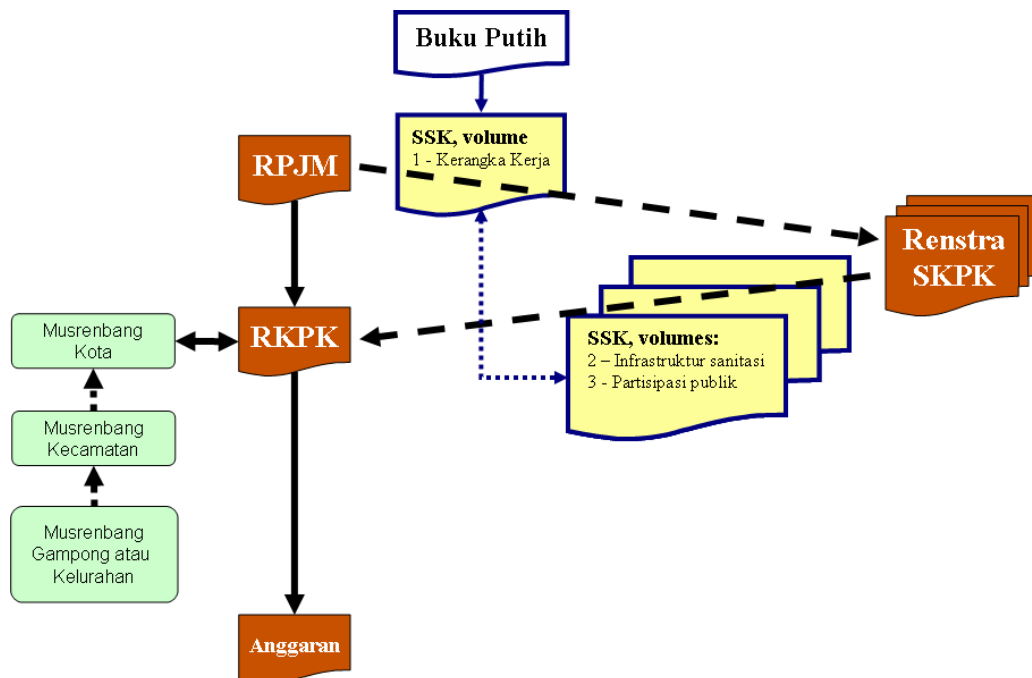 Buku Putih
SSK, volume
1 - Kerangka Kerja
RPJM
Renstra
SKPK
RKPK
Musrenbang
Kota
SSK, volumes:
2 – Infrastruktur sanitasi
3 - Partisipasi publik
Musrenbang
Kecamatan
Musrenbang
Gampong atau
Kelurahan
Anggaran